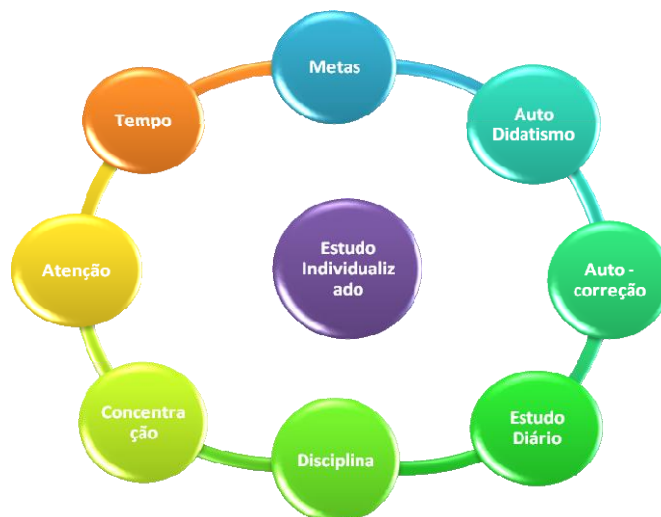 Metas
Auto
Didatismo
Auto -
correção
Estudo
Diário
Disciplina
Concentra
ção
Atenção
Tempo
Estudo
Individualiz
ado